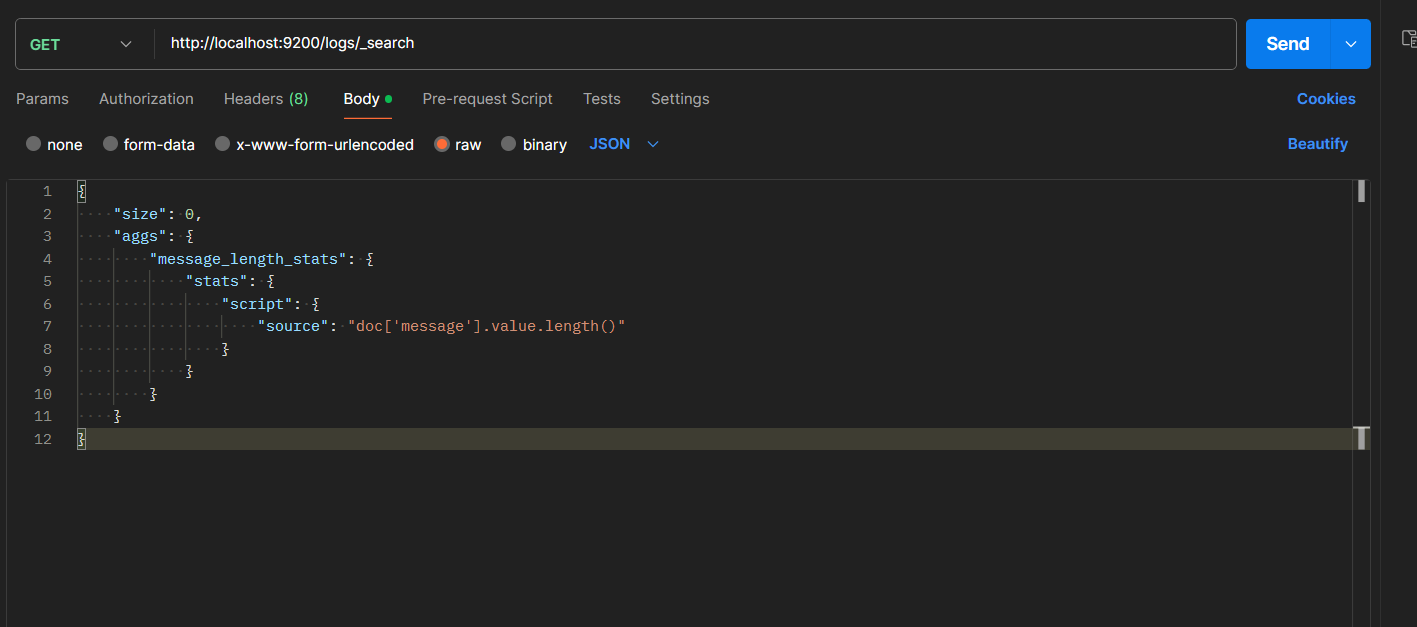 GET http://localhost:9200/logs/_search Send
Params Authorization Headers (8) Body Pre-request Script Tests Settings Cookies
none form-data x-www-form-urlencoded raw binary JSON Beautify
1 {
2 "size": 0,
3 "aggs": {
4 "message_length_stats": {
5 "stats": {
6 "script": {
7 "source": "doc['message'].value.length()"
8 }
9 }
10 }
11 }
12 }